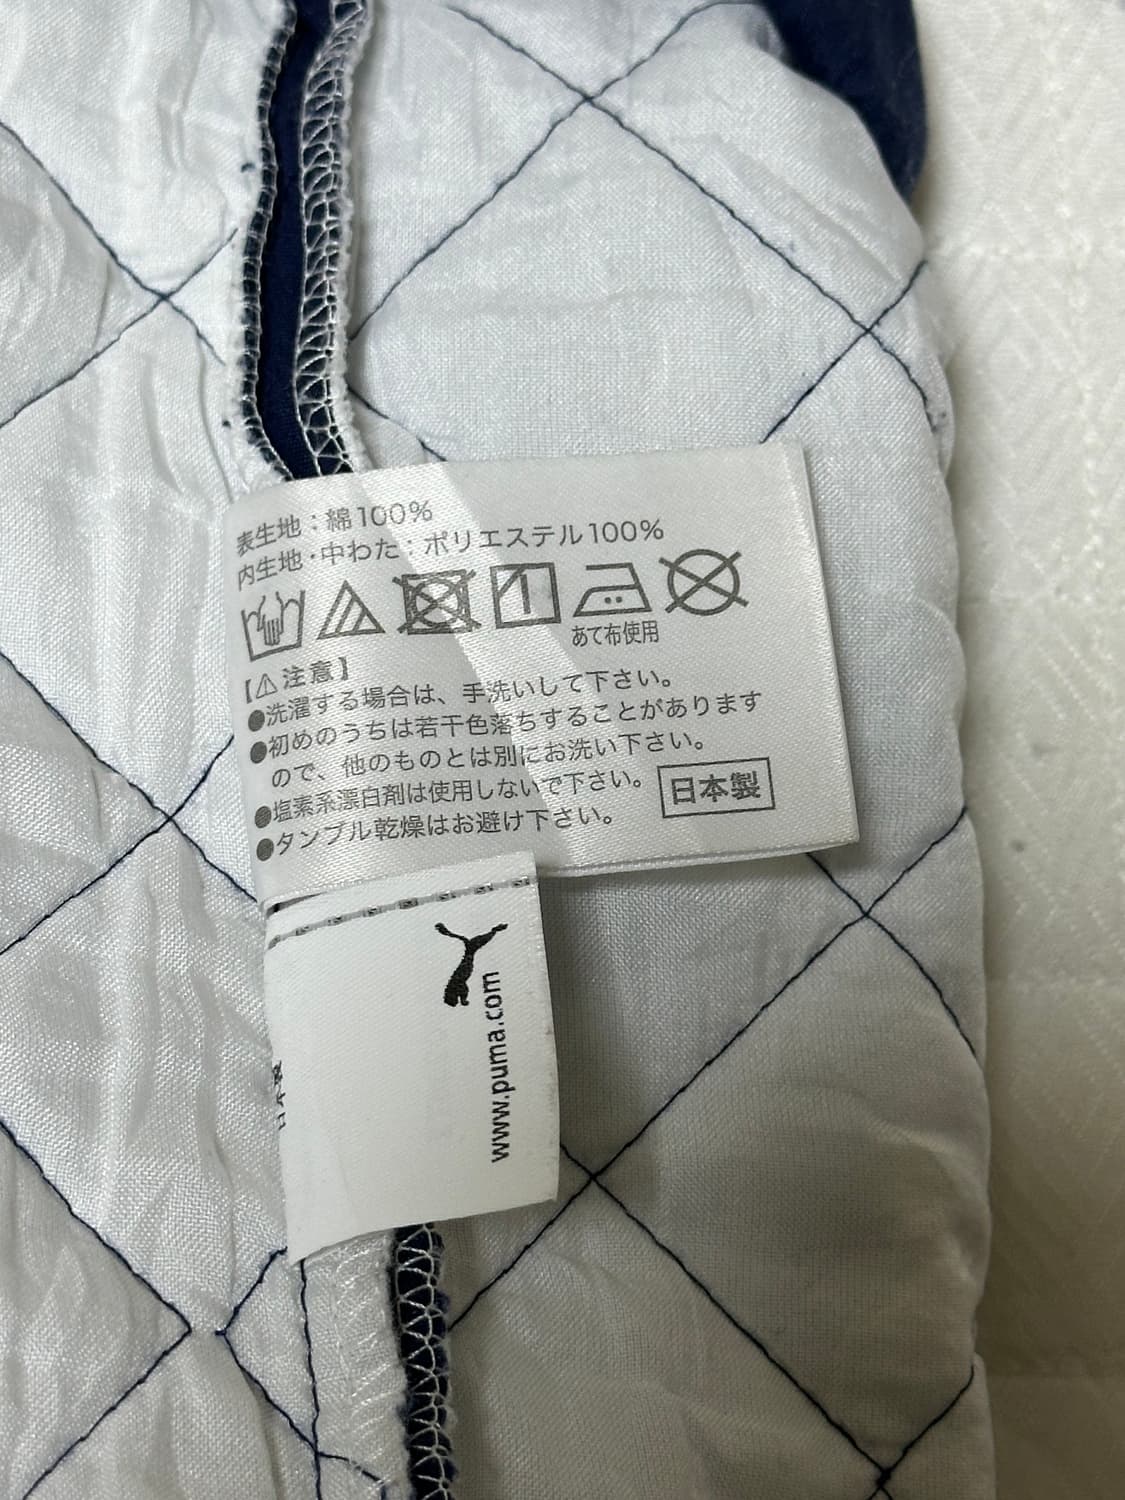 表生地：綿100%
内生地・中わた：ポリエステル100%
あて布使用
【⚠注意】
●洗濯する場合は、手洗いして下さい。
●初めのうちは若干色落ちすることがあります
ので、他のものとは別にお洗い下さい。
●塩素系漂白剤は使用しないで下さい。
●タンブル乾燥はお避け下さい。
日本製
www.puma.com